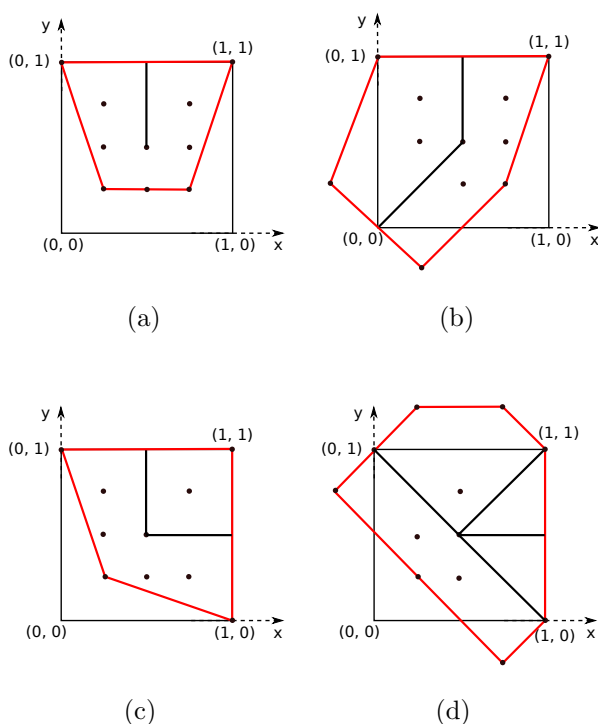 y
(0, 1)
(1, 1)
(0, 0)
(1, 0)
x
(a)
y
(0, 1)
(1, 1)
(0, 0)
(1, 0)
x
(b)
y
(0, 1)
(1, 1)
(0, 0)
(1, 0)
x
(c)
y
(0, 1)
(1, 1)
(0, 0)
(1, 0)
x
(d)